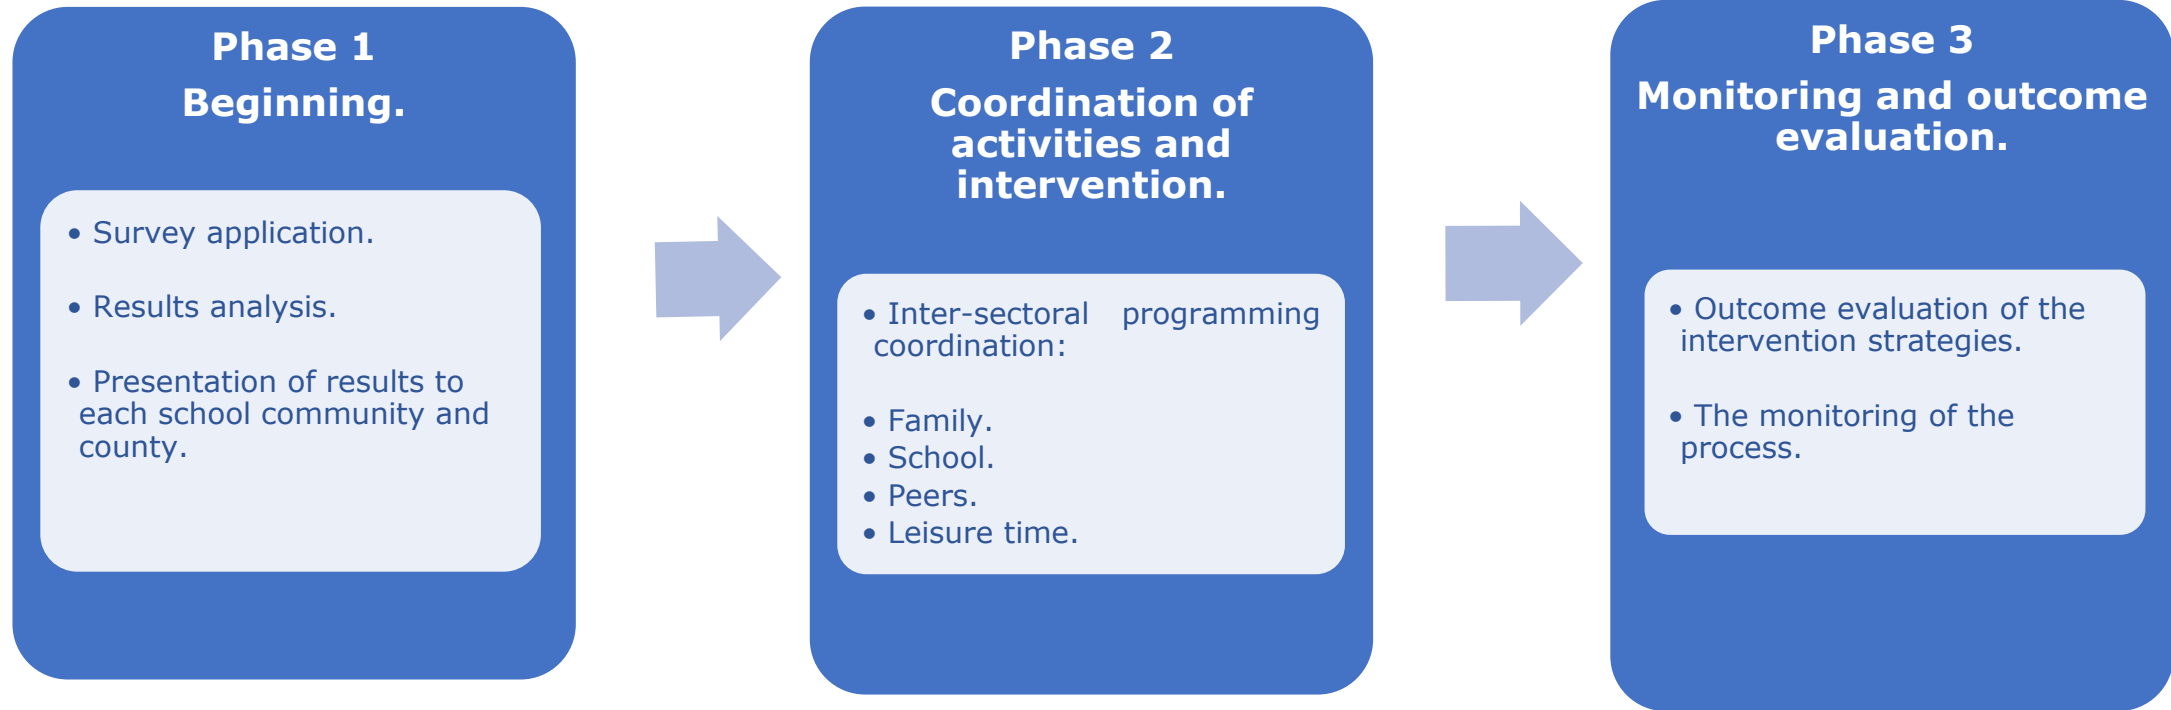 Phase 1
Beginning.
• Survey application.
• Results analysis.
• Presentation of results to
each school community and
county.
Phase 2
Coordination of
activities and
intervention.
• Inter-sectoral programming
coordination:
• Family.
• School.
• Peers.
• Leisure time.
Phase 3
Monitoring and outcome
evaluation.
• Outcome evaluation of the
intervention strategies.
• The monitoring of the
process.